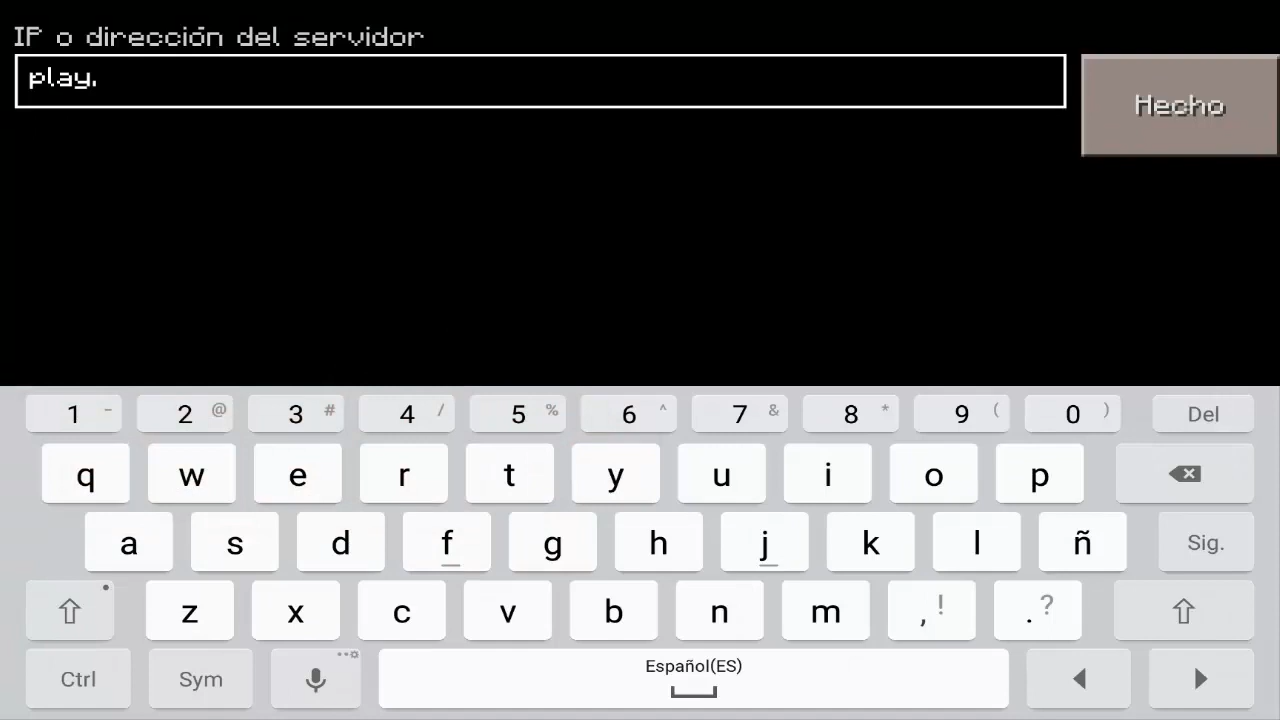 IP o dirección del servidor
play.
Hecho
1 - 2 @ 3 # 4 / 5 % 6 ^ 7 & 8 * 9 ( 0 ) Del
q w e r t y u i o p
a s d f g h j k l ñ Sig.
z x c v b n m , ! . ?
Ctrl Sym Español(ES)